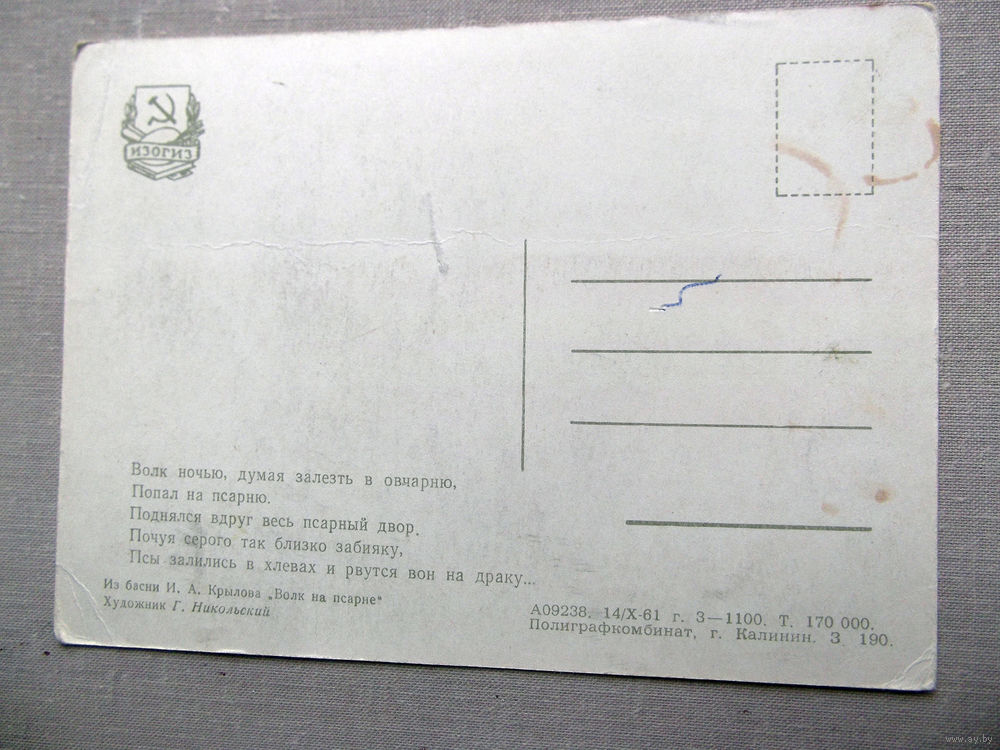 ИЗОГИЗ
Волк ночью, думая залезть в овчарню,
Попал на псарню.
Поднялся вдруг весь псарный двор.
Почуя серого так близко забияку,
Псы залились в хлевах и рвутся вон на драку...
Из басни И. А. Крылова „Волк на псарне"
Художник Г. Никольский
А09238. 14/X-61 г. З—1100. Т. 170 000.
Полиграфкомбинат, г. Калинин. З. 190.
www.ay.by